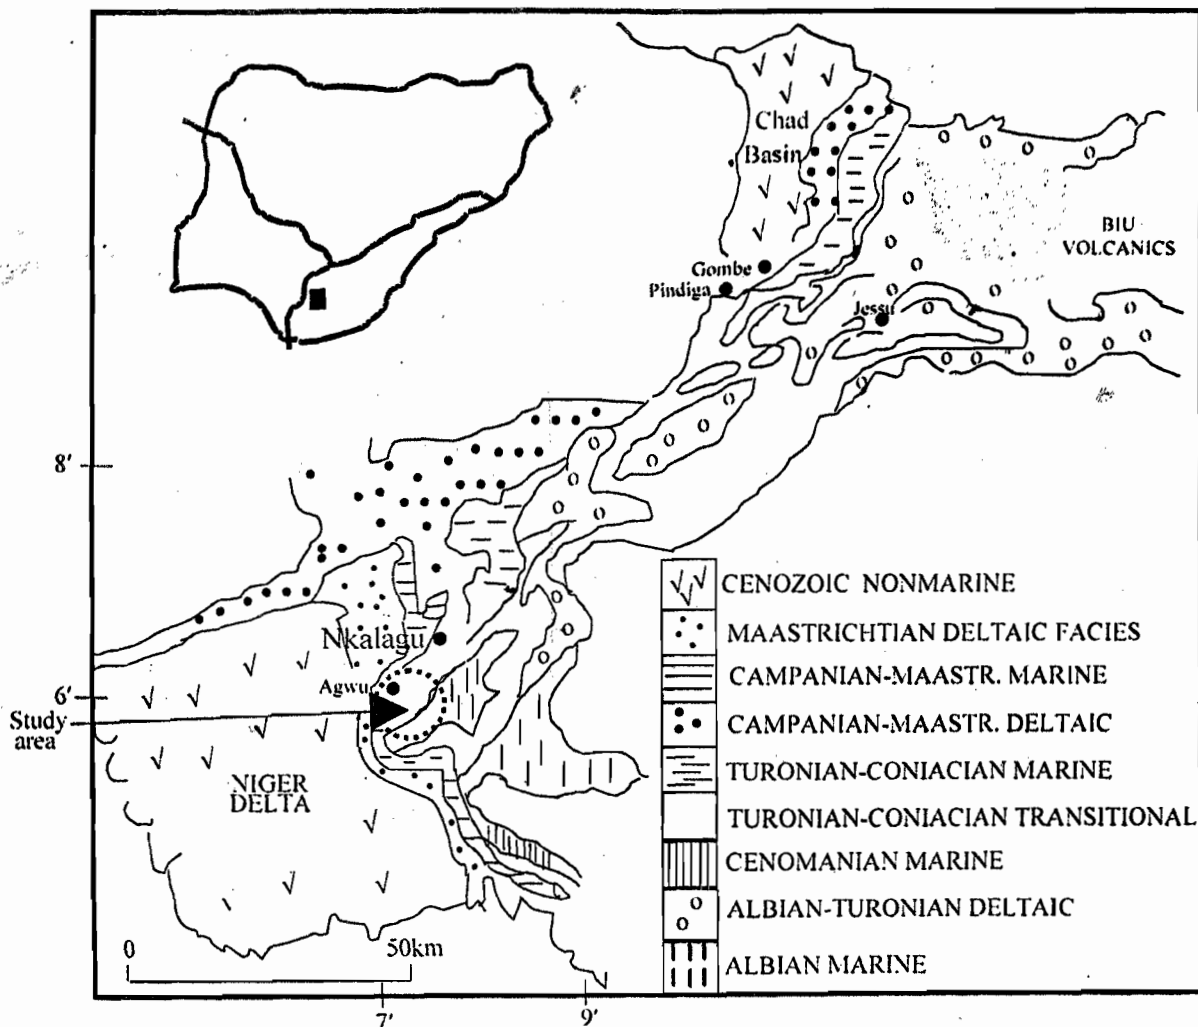 Chad
Basin
BIU
VOLCANICS
Gombe
Pindiga
Jessu
8'
Nkalagu
Agwu
6'
Study
area
NIGER
DELTA
0
50km
7'
9'
CENOZOIC NONMARINE
MAASTRICHTIAN DELTAIC FACIES
CAMPANIAN-MAASTR. MARINE
CAMPANIAN-MAASTR. DELTAIC
TURONIAN-CONIACIAN MARINE
TURONIAN-CONIACIAN TRANSITIONAL
CENOMANIAN MARINE
ALBIAN-TURONIAN DELTAIC
ALBIAN MARINE